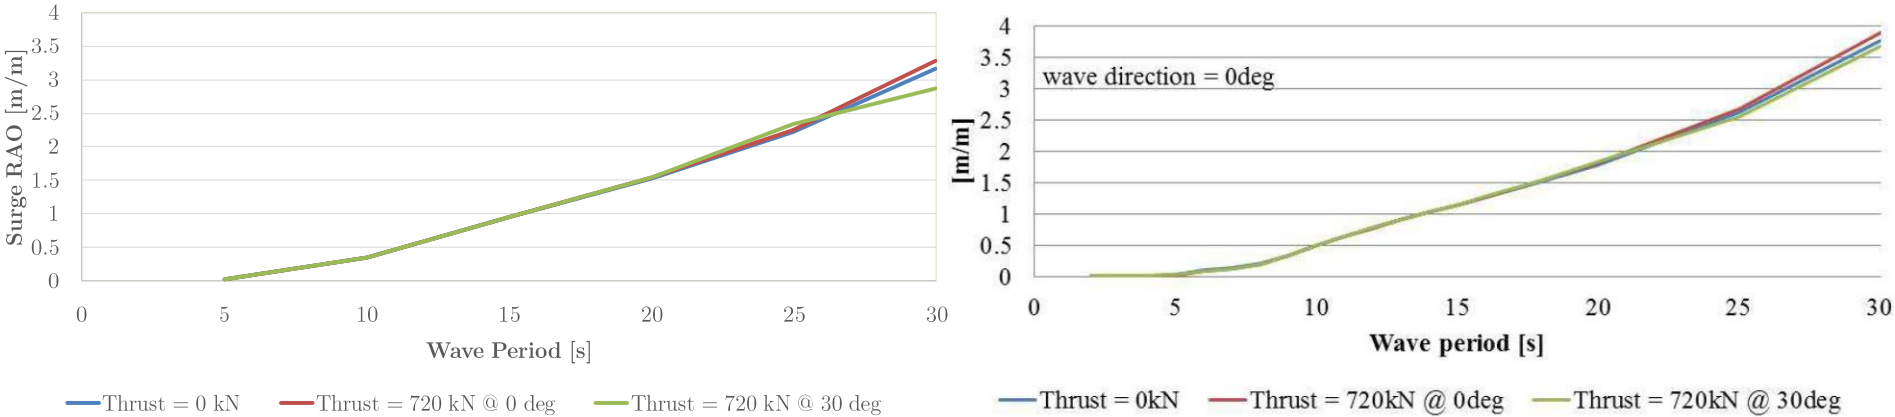 Surge RAO [m/m]
4
3.5
3
2.5
2
1.5
1
0.5
0
0 5 10 15 20 25 30
Wave Period [s]
Thrust = 0 kN Thrust = 720 kN @ 0 deg Thrust = 720 kN @ 30 deg
[m/m]
4
3.5
3
2.5
2
1.5
1
0.5
0
wave direction = 0deg
0 5 10 15 20 25 30
Wave period [s]
Thrust = 0kN Thrust = 720kN @ 0deg Thrust = 720kN @ 30deg